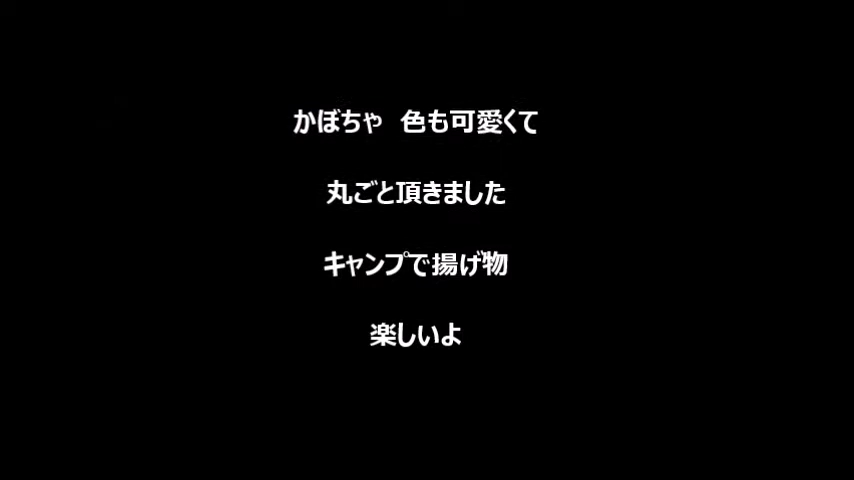 かぼちゃ　色も可愛くて
丸ごと頂きました
キャンプで揚げ物
楽しいよ